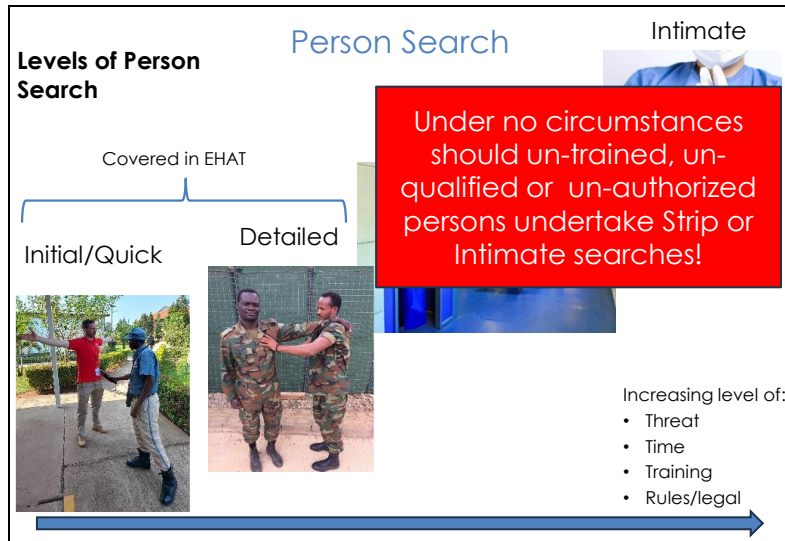 Person Search
Intimate
Levels of Person
Search
Under no circumstances
should un-trained, un-
qualified or un-authorized
persons undertake Strip or
Intimate searches!
Covered in EHAT
Detailed
Initial/Quick
Increasing level of:
• Threat
• Time
• Training
• Rules/legal